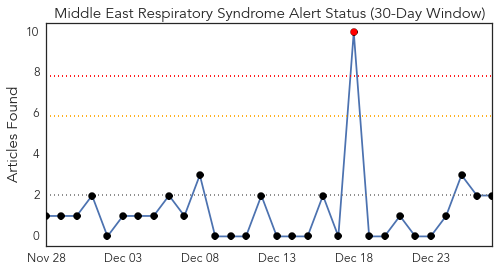 Middle East Respiratory Syndrome Alert Status (30-Day Window)
Articles Found
10
8
6
4
2
0
Nov 28 Dec 03 Dec 08 Dec 13 Dec 18 Dec 23